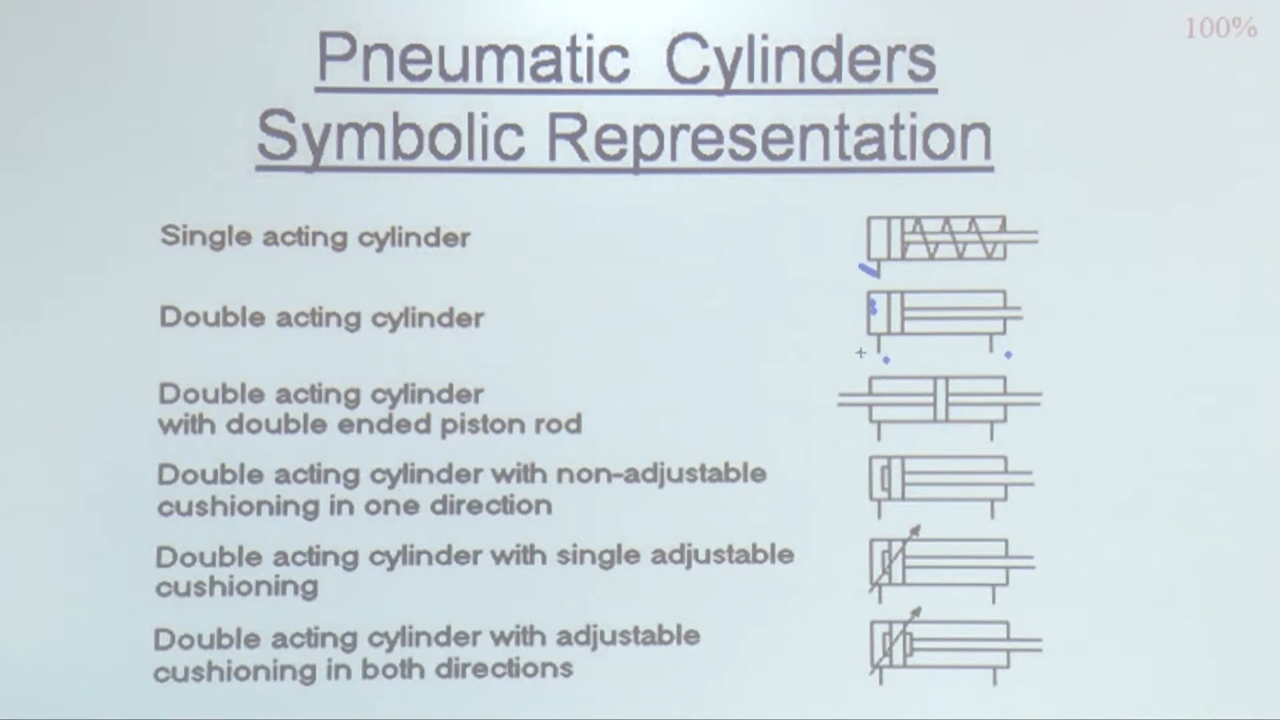 100%
Pneumatic Cylinders
Symbolic Representation
Single acting cylinder
Double acting cylinder
Double acting cylinder
with double ended piston rod
Double acting cylinder with non-adjustable
cushioning in one direction
Double acting cylinder with single adjustable
cushioning
Double acting cylinder with adjustable
cushioning in both directions